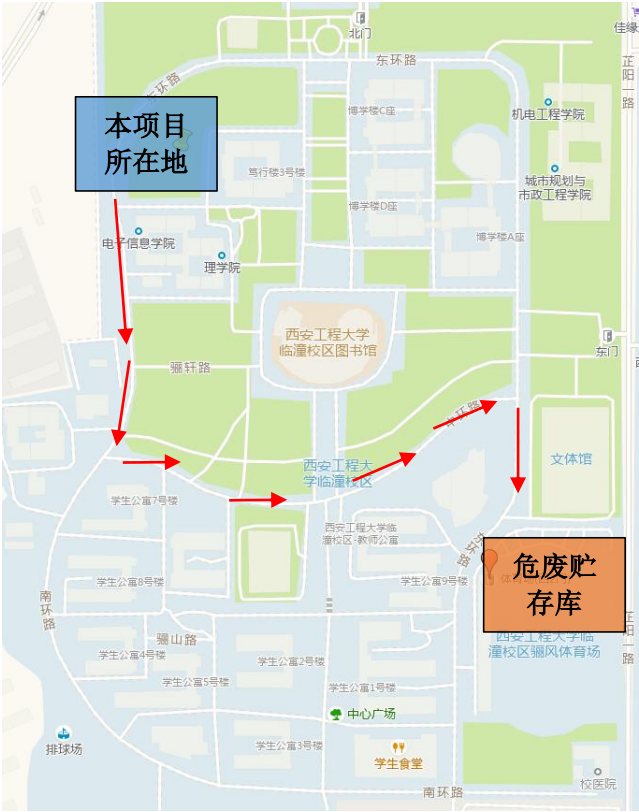 北门
佳缘
东环路
芷阳一路
东环路
本项目
所在地
博学楼C座
机电工程学院
笃行楼3号楼
城市规划与
市政工程学院
博学楼D座
博学楼A座
电子信息学院
理学院
西安工程大学
临潼校区图书馆
东门
西
骊轩路
中环路
文体馆
西安工程大
学临潼校区
学生公寓7号楼
西安工程大学临
潼校区-教师公寓
东环路
危废贮
存库
学生公寓8号楼
学生公寓9号楼
体育
南环路
芷阳一路
骊山路
西安工程大学临
潼校区骊风体育场
学生公寓4号楼
学生公寓2号楼
学生公寓5号楼
学生公寓1号楼
中心广场
排球场
学生公寓3号楼
学生食堂
校医院
南环路